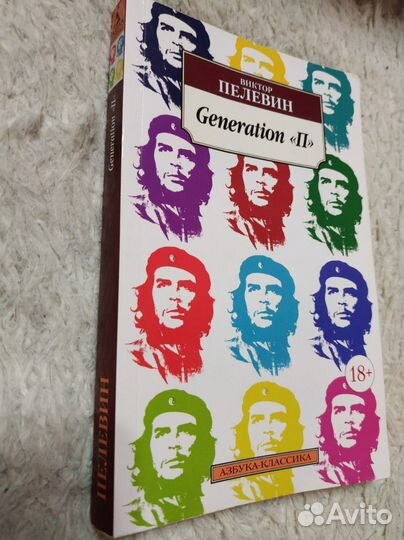 ВИКТОР
ПЕЛЕВИН
Generation «П»
18+
АЗБУКА-КЛАССИКА
Generation «П»
ПЕЛЕВИН
Avito